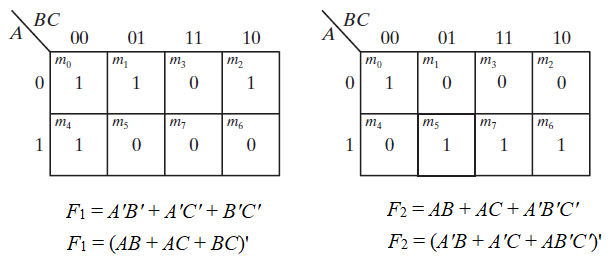 BC
A 00 01 11 10
m0 m1 m3 m2
0 1 1 0 1
m4 m5 m7 m6
1 1 0 0 0
F1 = A'B' + A'C' + B'C'
F1 = (AB + AC + BC)'
BC
A 00 01 11 10
m0 m1 m3 m2
0 1 0 0 0
m4 m5 m7 m6
1 0 1 1 1
F2 = AB + AC + A'B'C'
F2 = (A'B + A'C + AB'C')'